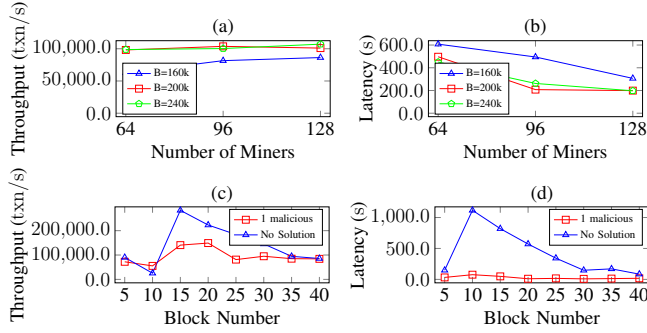 (a)
Throughput (txn/s)
100,000.0
50,000.0
0.0
B=160k
B=200k
B=240k
64 96 128
Number of Miners
(b)
Latency (s)
600.0
400.0
200.0
0.0
B=160k
B=200k
B=240k
64 96 128
Number of Miners
(c)
Throughput (txn/s)
200,000.0
100,000.0
0.0
1 malicious
No Solution
5 10 15 20 25 30 35 40
Block Number
(d)
Latency (s)
1,000.0
500.0
0.0
1 malicious
No Solution
5 10 15 20 25 30 35 40
Block Number